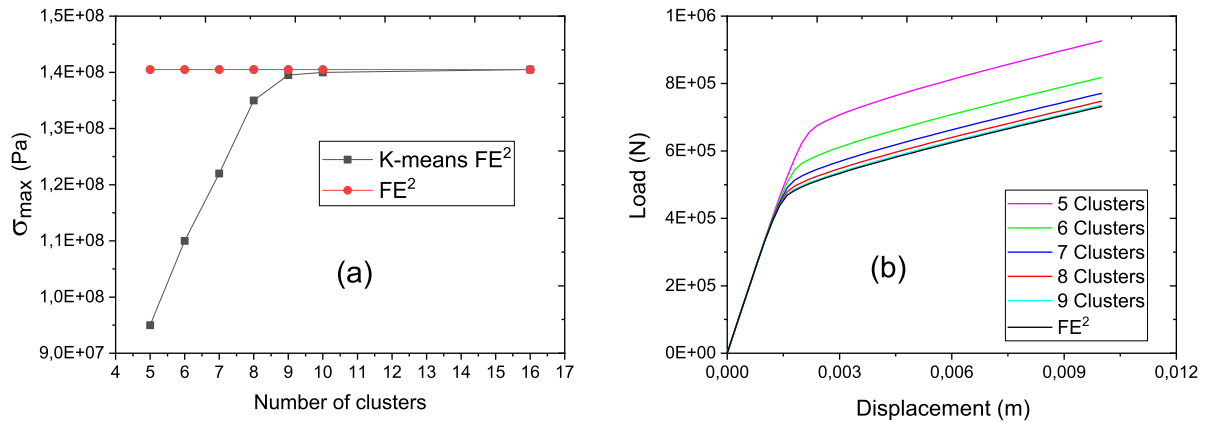 1,5E+08
1,4E+08
1,3E+08
1,2E+08
1,1E+08
1,0E+08
9,0E+07
σmax (Pa)
K-means FE²
FE²
(a)
4 5 6 7 8 9 10 11 12 13 14 15 16 17
Number of clusters
1E+06
8E+05
6E+05
4E+05
2E+05
0E+00
Load (N)
5 Clusters
6 Clusters
7 Clusters
8 Clusters
9 Clusters
FE²
(b)
0,000 0,003 0,006 0,009 0,012
Displacement (m)